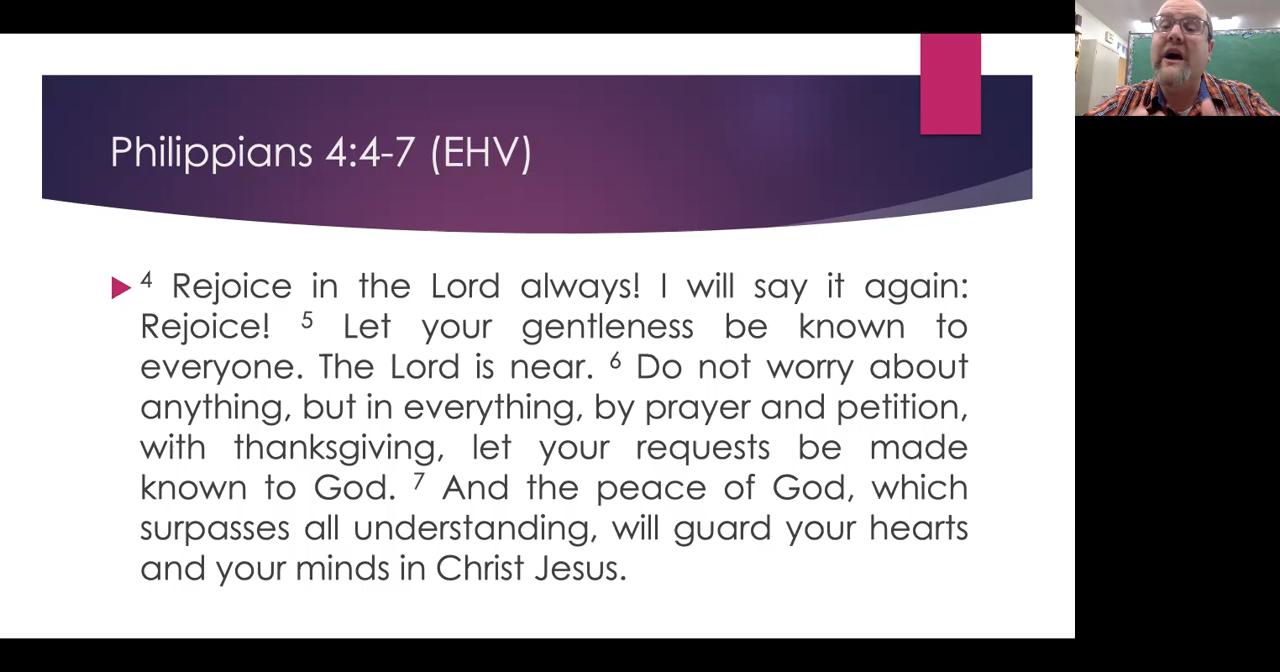 Philippians 4:4-7 (EHV)
⁴ Rejoice in the Lord always! I will say it again:
Rejoice! ⁵ Let your gentleness be known to
everyone. The Lord is near. ⁶ Do not worry about
anything, but in everything, by prayer and petition,
with thanksgiving, let your requests be made
known to God. ⁷ And the peace of God, which
surpasses all understanding, will guard your hearts
and your minds in Christ Jesus.